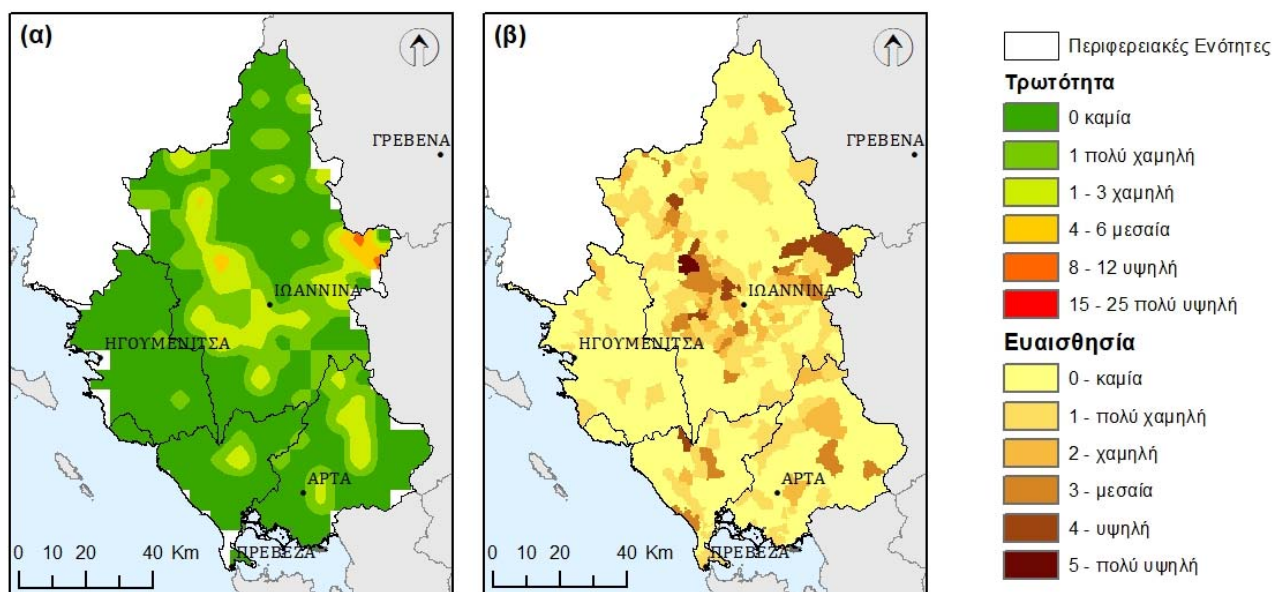 (α)
ΓΡΕΒΕΝΑ
ΙΩΑΝΝΙΝΑ
ΗΓΟΥΜΕΝΙΤΣΑ
ΑΡΤΑ
ΠΡΕΒΕΖΑ
0 10 20 40 Km
(β)
ΓΡΕΒΕΝΑ
ΙΩΑΝΝΙΝΑ
ΗΓΟΥΜΕΝΙΤΣΑ
ΑΡΤΑ
ΠΡΕΒΕΖΑ
0 10 20 40 Km
Περιφερειακές Ενότητες
Τρωτότητα
0 καμία
1 πολύ χαμηλή
1 - 3 χαμηλή
4 - 6 μεσαία
8 - 12 υψηλή
15 - 25 πολύ υψηλή
Ευαισθησία
0 - καμία
1 - πολύ χαμηλή
2 - χαμηλή
3 - μεσαία
4 - υψηλή
5 - πολύ υψηλή